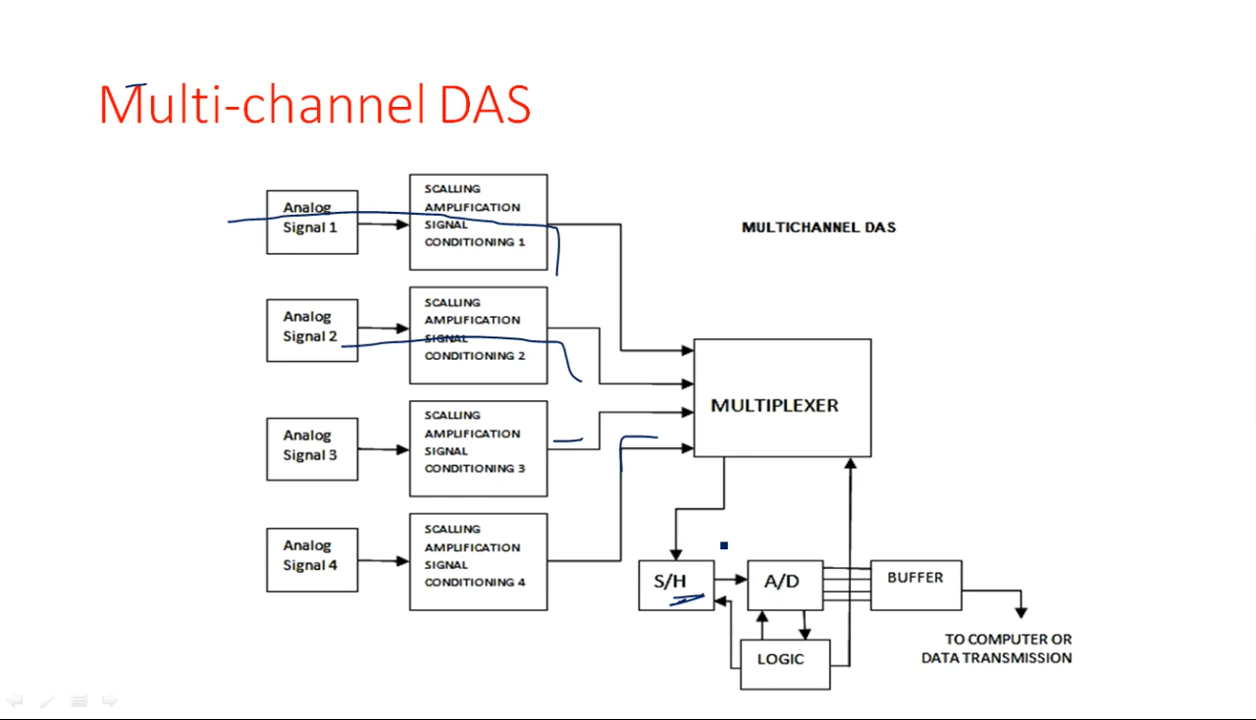 Multi-channel DAS
Analog
Signal 1
SCALLING
AMPLIFICATION
SIGNAL
CONDITIONING 1
MULTICHANNEL DAS
Analog
Signal 2
SCALLING
AMPLIFICATION
SIGNAL
CONDITIONING 2
MULTIPLEXER
Analog
Signal 3
SCALLING
AMPLIFICATION
SIGNAL
CONDITIONING 3
Analog
Signal 4
SCALLING
AMPLIFICATION
SIGNAL
CONDITIONING 4
S/H
A/D
BUFFER
LOGIC
TO COMPUTER OR
DATA TRANSMISSION